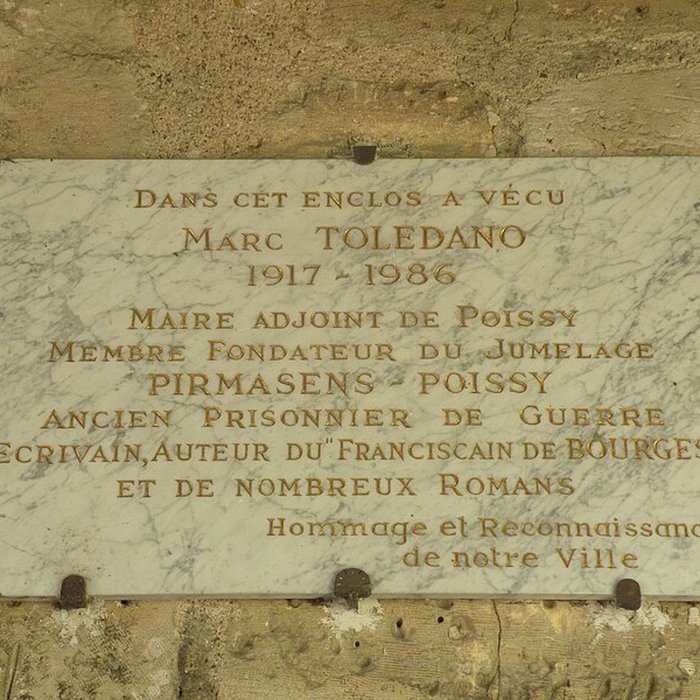 Dans cet enclos a vécu
Marc TOLEDANO
1917 - 1986
Maire adjoint de Poissy
Membre Fondateur du Jumelage
PIRMASENS - POISSY
Ancien Prisonnier de Guerre
Ecrivain, Auteur du "Franciscain de BOURGES
et de nombreux Romans
Hommage et Reconnaissanc
de notre Ville